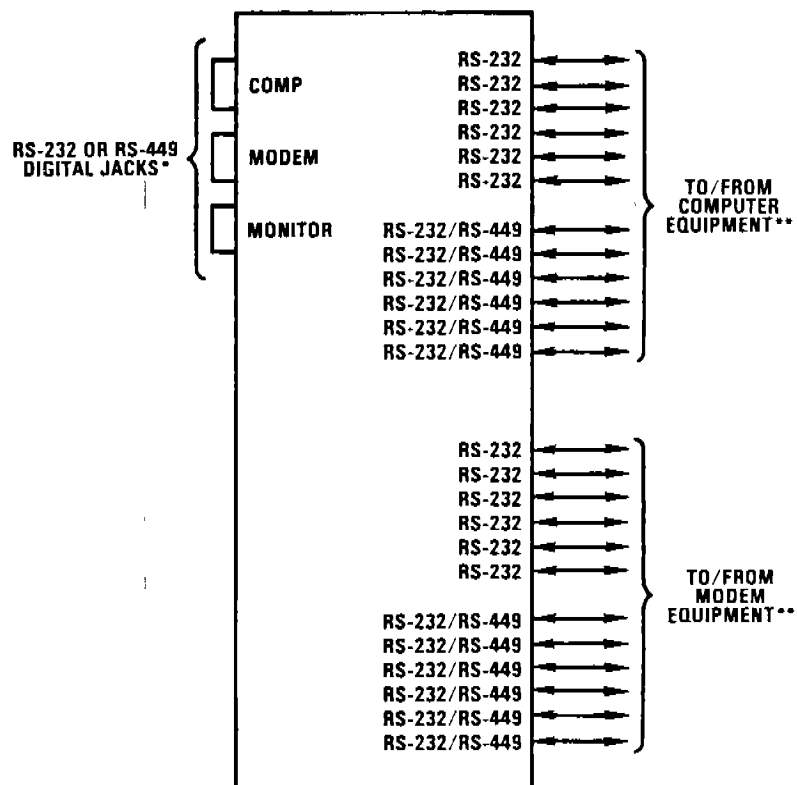 RS-232 OR RS-449
DIGITAL JACKS*
COMP
MODEM
MONITOR
RS-232
RS-232
RS-232
RS-232
RS-232
RS-232
RS-232/RS-449
RS-232/RS-449
RS-232/RS-449
RS-232/RS-449
RS-232/RS-449
RS-232/RS-449
TO/FROM
COMPUTER
EQUIPMENT**
RS-232
RS-232
RS-232
RS-232
RS-232
RS-232
RS-232/RS-449
RS-232/RS-449
RS-232/RS-449
RS-232/RS-449
RS-232/RS-449
RS-232/RS-449
TO/FROM
MODEM
EQUIPMENT**